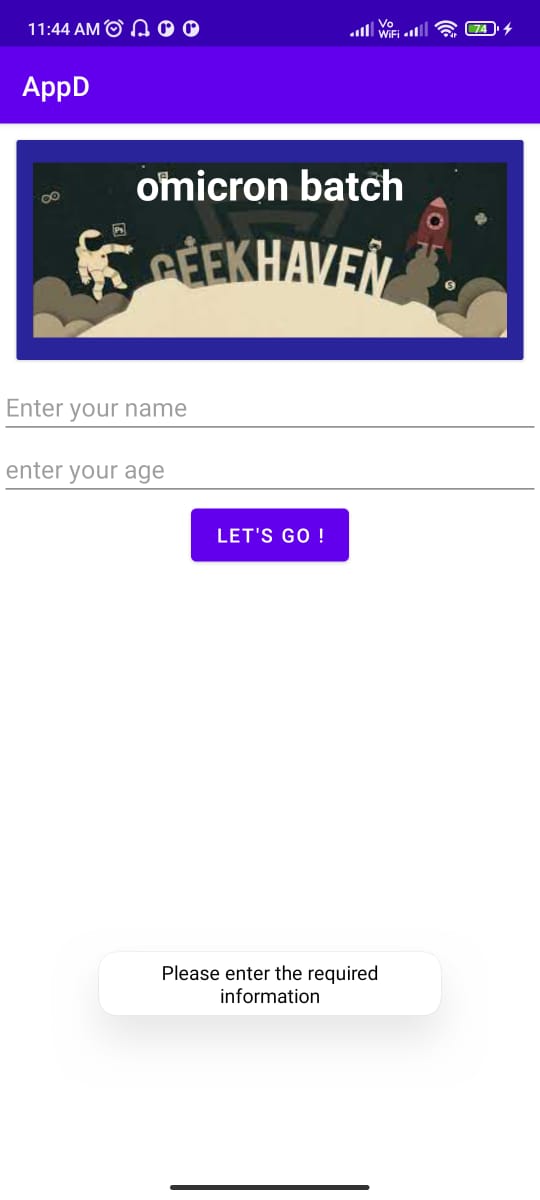 11:44 AM
Vo
WiFi
74
AppD
omicron batch
Ps
GEEKHAVEN
$
Enter your name
enter your age
LET'S GO !
Please enter the required
information